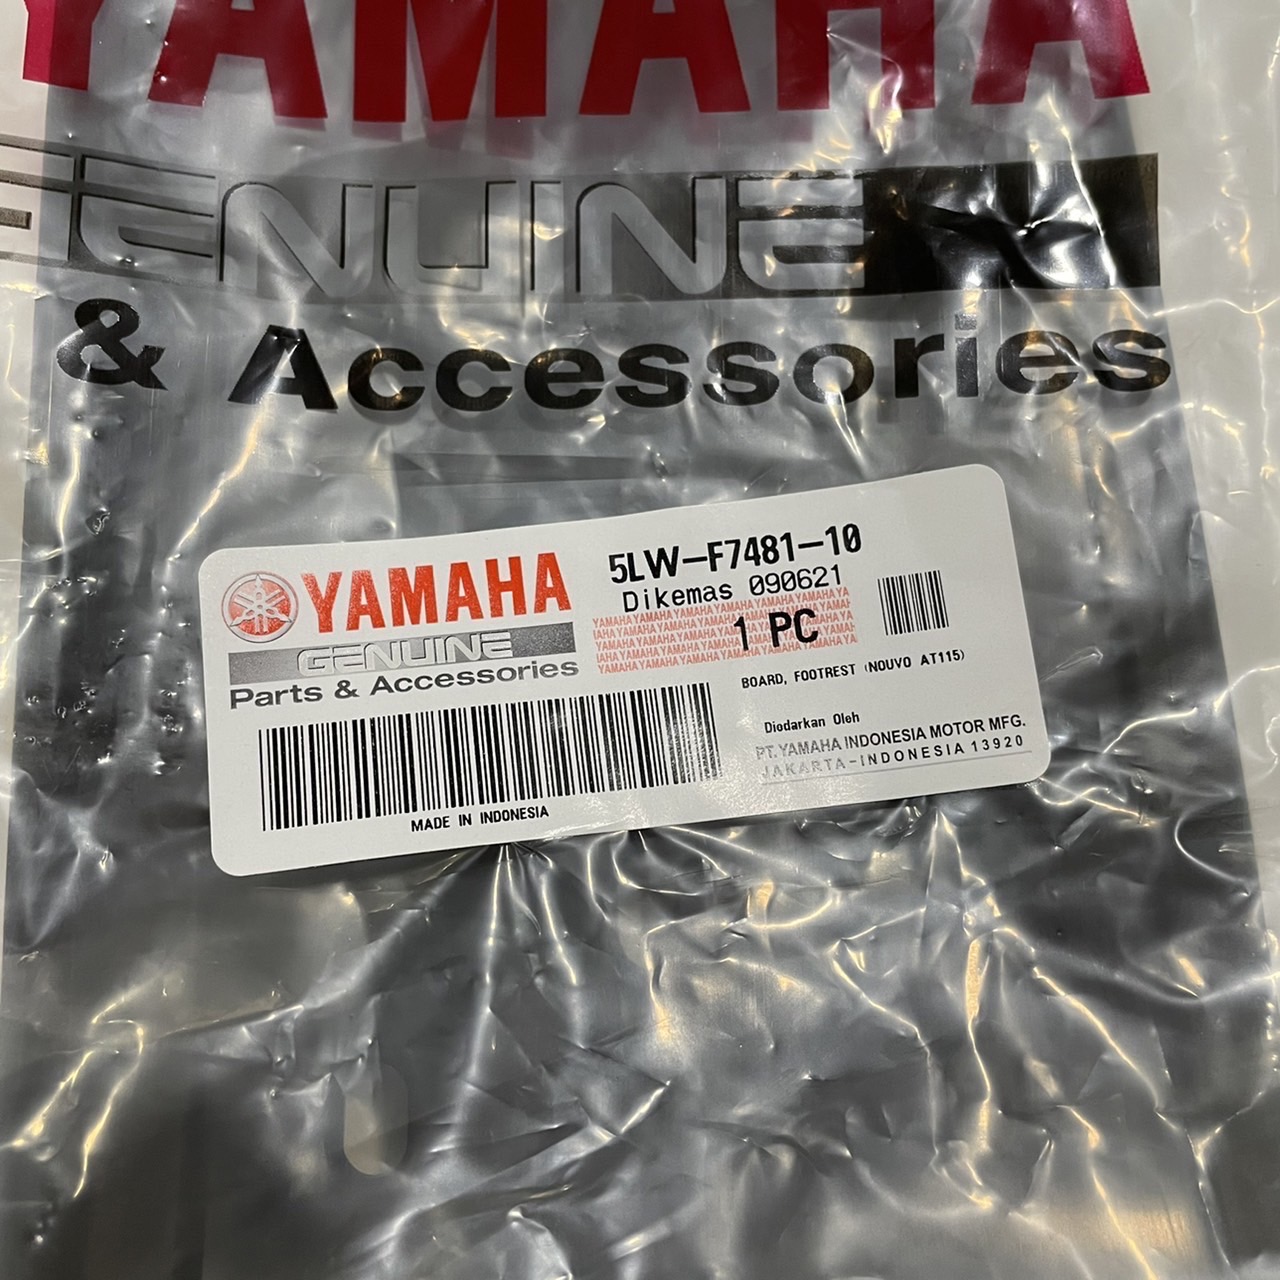 YAMAHA
GENUINE
& Accessories
YAMAHA
GENUINE
Parts & Accessories
MADE IN INDONESIA
5LW-F7481-10
Dikemas 090621
1 PC
BOARD, FOOTREST (NOUVO AT115)
Diedarkan Oleh
PT. YAMAHA INDONESIA MOTOR MFG.
JAKARTA-INDONESIA 13920